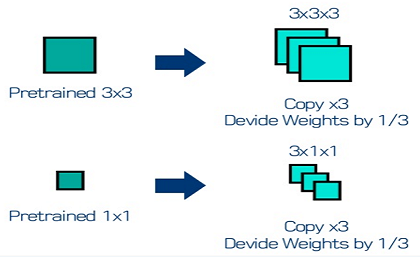 3x3x3
Pretrained 3x3
Copy x3
Devide Weights by 1/3
3x1x1
Pretrained 1x1
Copy x3
Devide Weights by 1/3